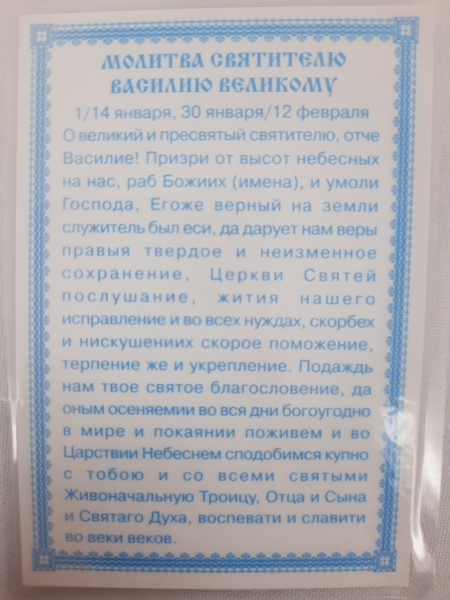 МОЛИТВА СВЯТИТЕЛЮ
ВАСИЛИЮ ВЕЛИКОМУ
1/14 января, 30 января/12 февраля
О великий и пресвятый святителю, отче
Василие! Призри от высот небесных
на нас, раб Божиих (имена), и умоли
Господа, Егоже верный на земли
служитель был еси, да дарует нам веры
правыя твердое и неизменное
сохранение, Церкви Святей
послушание, жития нашего
исправление и во всех нуждах, скорбех
и нискушениих скорое поможение,
терпение же и укрепление. Подаждь
нам твое святое благословение, да
оным осеняемии во вся дни богоугодно
в мире и покаянии поживем и во
Царствии Небеснем сподобимся купно
с тобою и со всеми святыми
Живоначальную Троицу, Отца и Сына
и Святаго Духа, воспевати и славити
во веки веков.